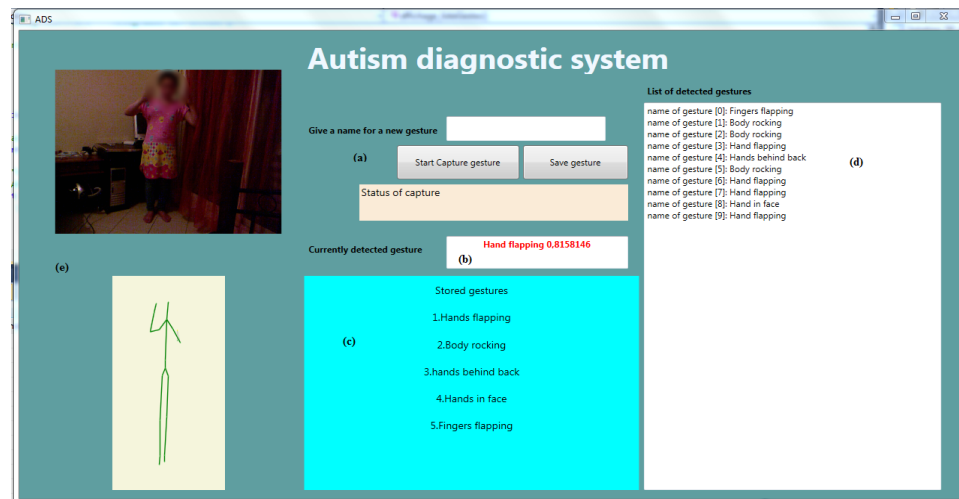 ADS
Autism diagnostic system
Give a name for a new gesture
(a)
Start Capture gesture
Save gesture
Status of capture
Currently detected gesture
Hand flapping 0,8158146
(b)
(e)
(c)
Stored gestures
1.Hands flapping
2.Body rocking
3.hands behind back
4.Hands in face
5.Fingers flapping
List of detected gestures
name of gesture [0]: Fingers flapping
name of gesture [1]: Body rocking
name of gesture [2]: Body rocking
name of gesture [3]: Hand flapping
name of gesture [4]: Hands behind back
(d)
name of gesture [5]: Body rocking
name of gesture [6]: Hand flapping
name of gesture [7]: Hand flapping
name of gesture [8]: Hand in face
name of gesture [9]: Hand flapping